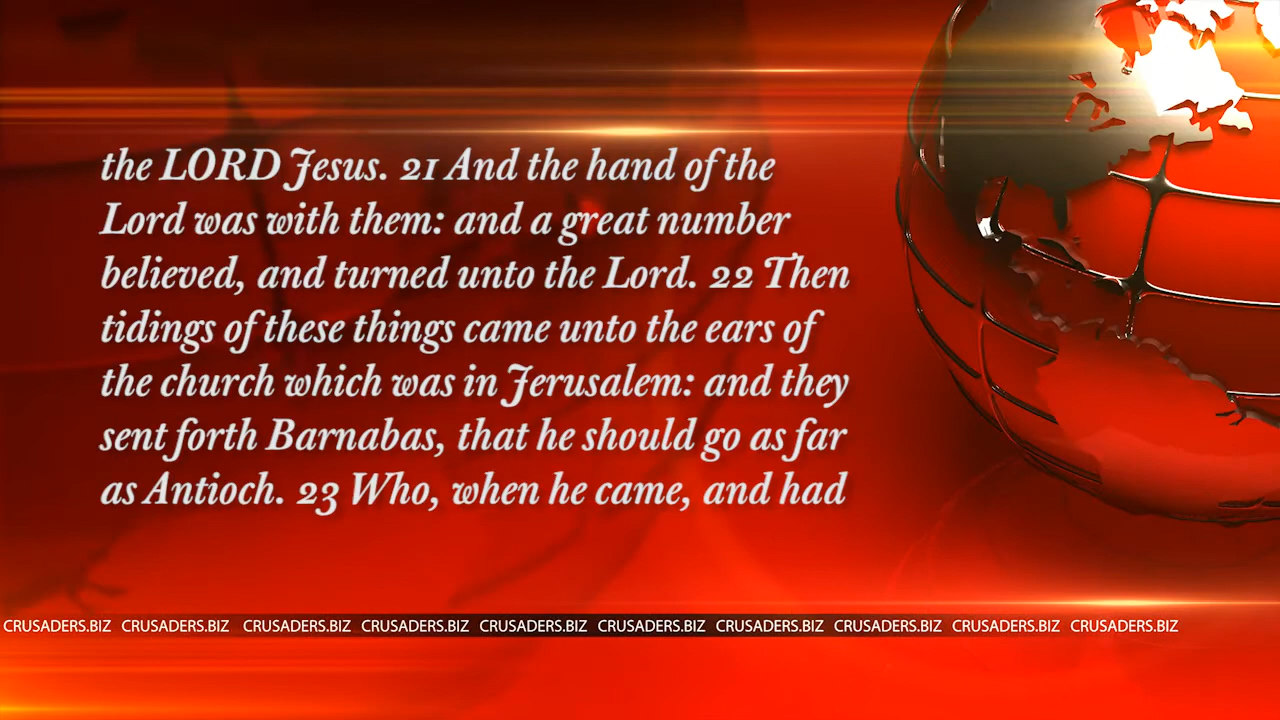 the LORD Jesus. 21 And the hand of the
Lord was with them: and a great number
believed, and turned unto the Lord. 22 Then
tidings of these things came unto the ears of
the church which was in Jerusalem: and they
sent forth Barnabas, that he should go as far
as Antioch. 23 Who, when he came, and had
CRUSADERS.BIZ CRUSADERS.BIZ CRUSADERS.BIZ CRUSADERS.BIZ CRUSADERS.BIZ CRUSADERS.BIZ CRUSADERS.BIZ CRUSADERS.BIZ CRUSADERS.BIZ CRUSADERS.BIZ